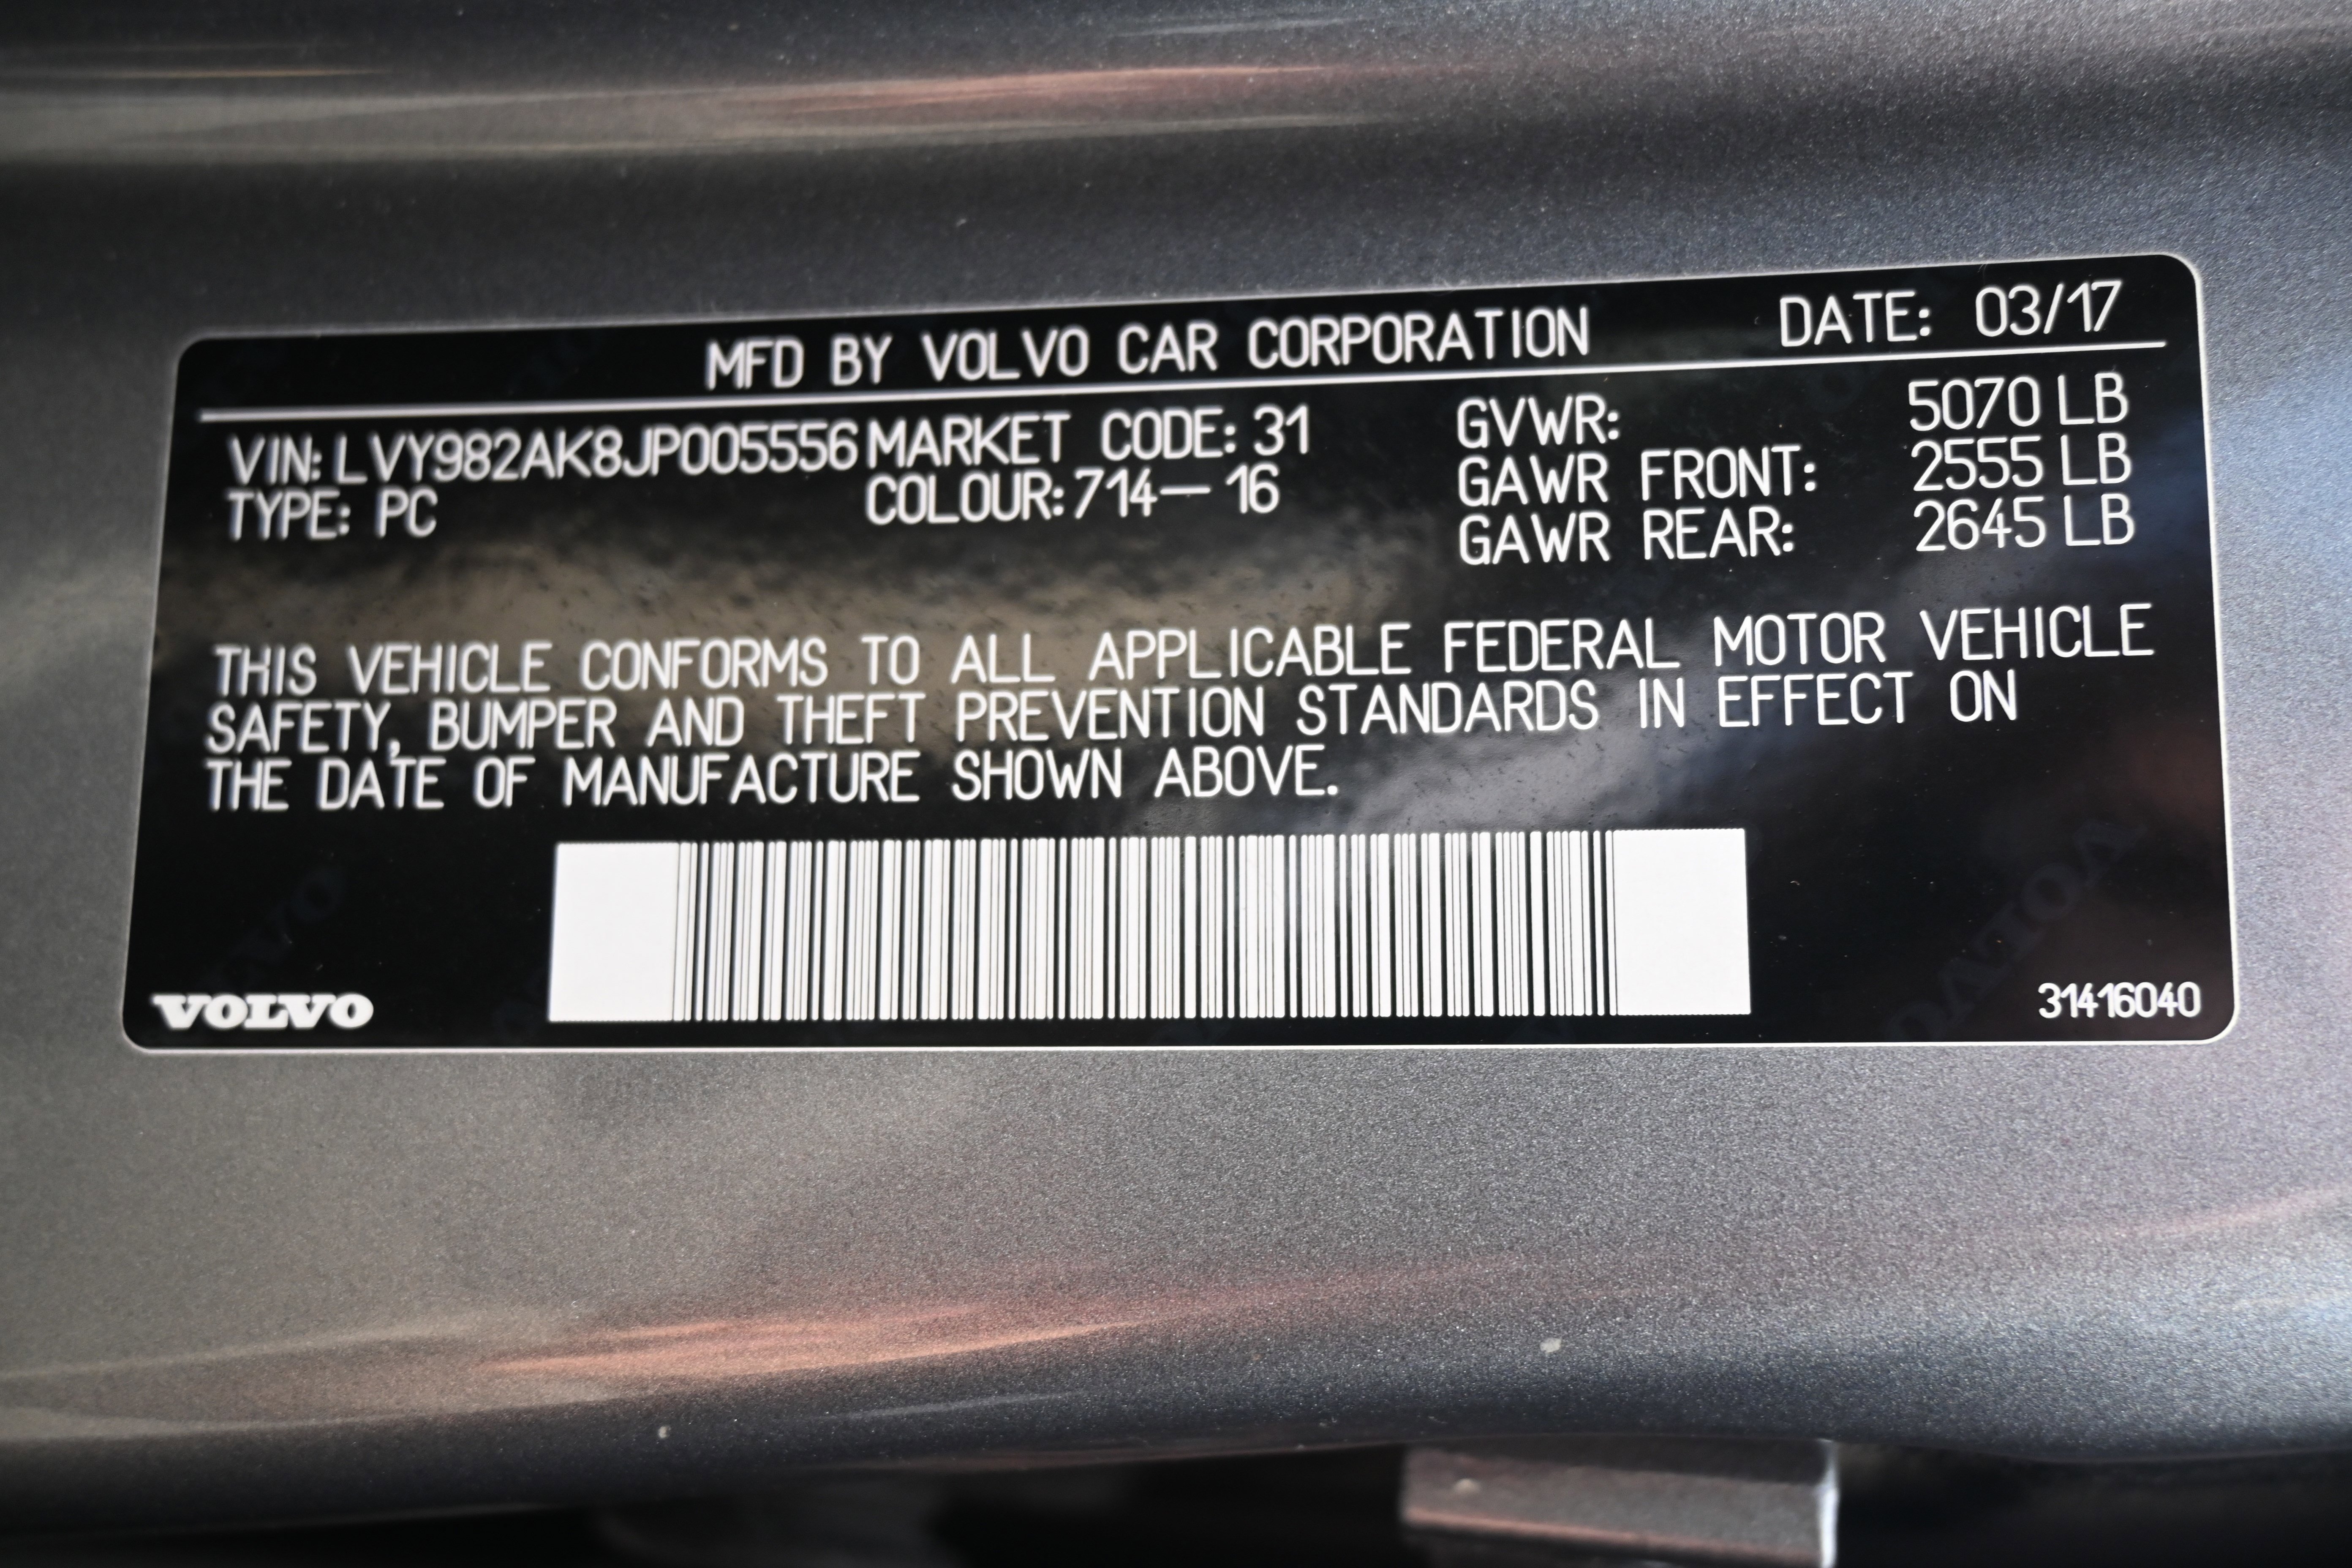 MFD BY VOLVO CAR CORPORATION DATE: 03/17
VIN: LVY982AK8JP005556 MARKET CODE: 31 GVWR: 5070 LB
TYPE: PC COLOUR: 714—16 GAWR FRONT: 2555 LB
GAWR REAR: 2645 LB
THIS VEHICLE CONFORMS TO ALL APPLICABLE FEDERAL MOTOR VEHICLE
SAFETY, BUMPER AND THEFT PREVENTION STANDARDS IN EFFECT ON
THE DATE OF MANUFACTURE SHOWN ABOVE.
VOLVO 31416040